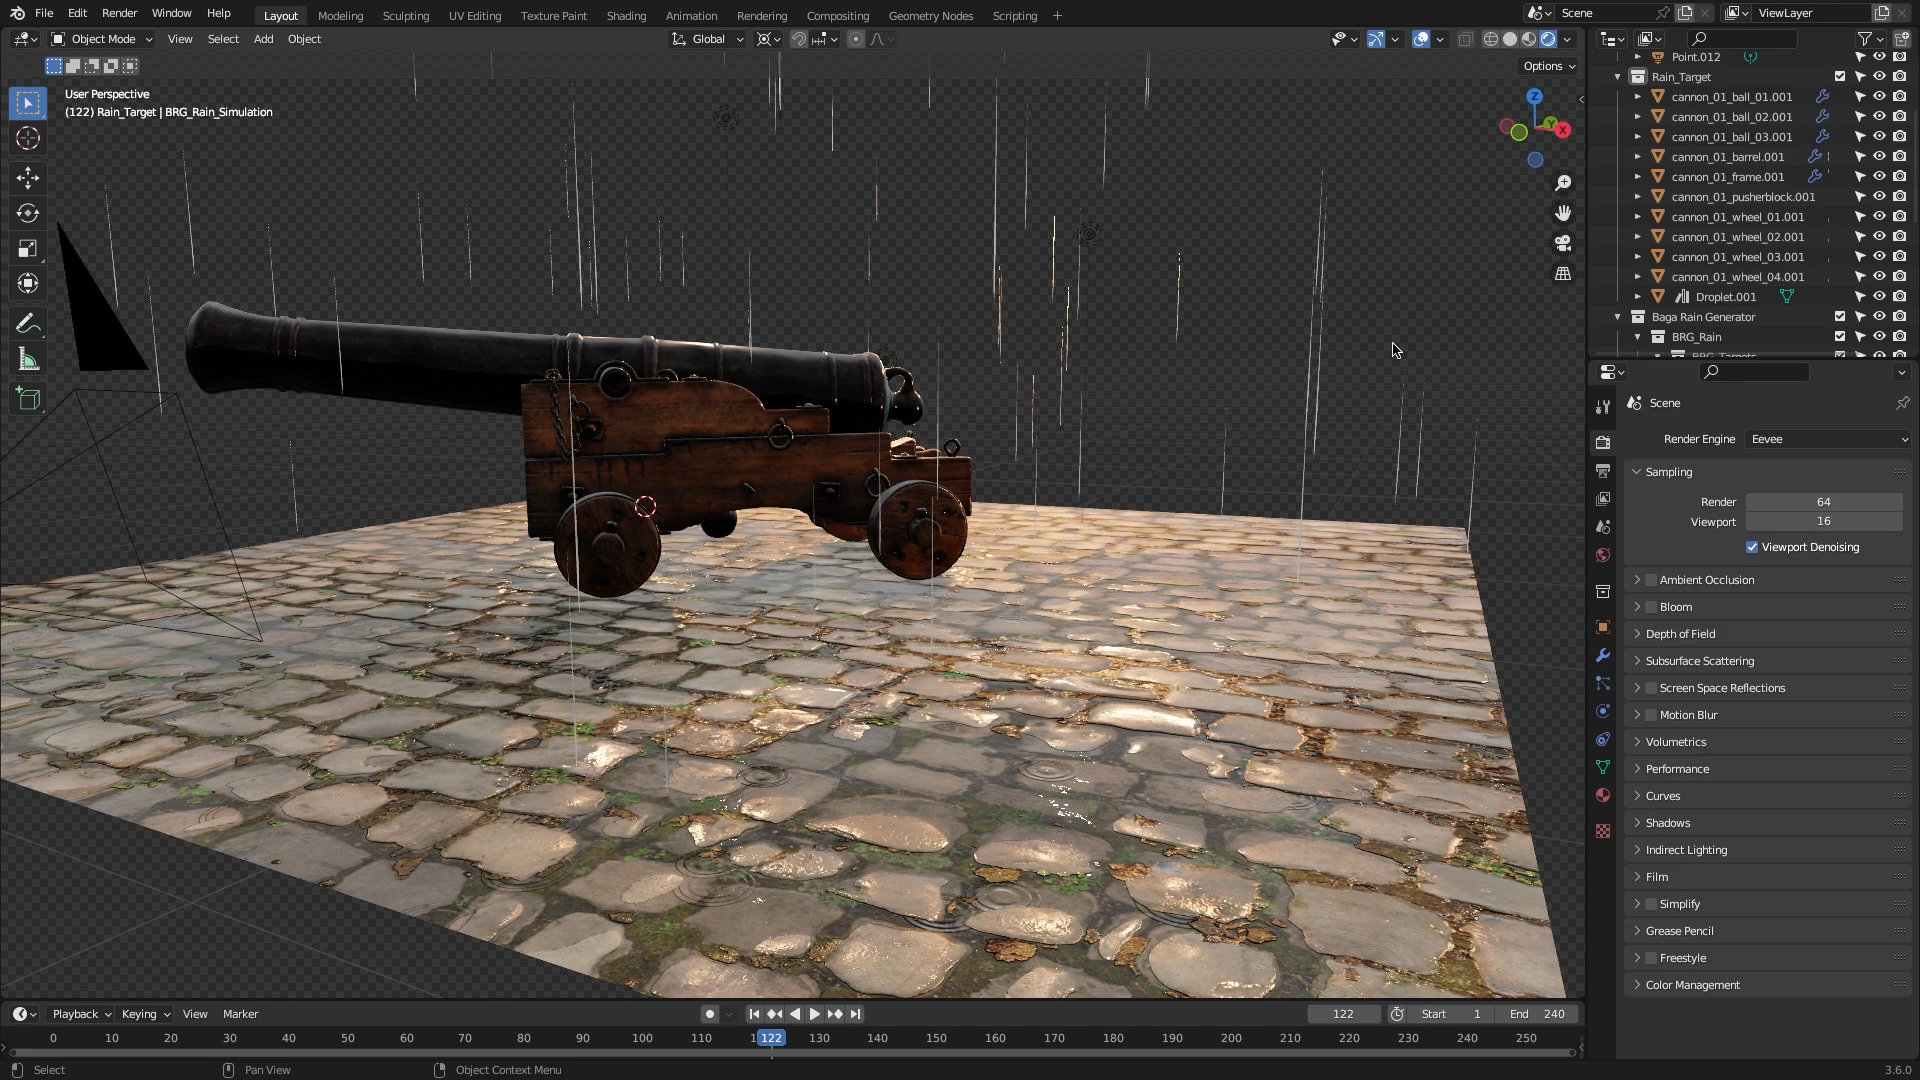 File Edit Render Window Help
Layout Modeling Sculpting UV Editing Texture Paint Shading Animation Rendering Compositing Geometry Nodes Scripting +
Scene
ViewLayer
Object Mode View Select Add Object
Global
Options
User Perspective
(122) Rain_Target | BRG_Rain_Simulation
Z
Y
X
Point.012
Rain_Target
cannon_01_ball_01.001
cannon_01_ball_02.001
cannon_01_ball_03.001
cannon_01_barrel.001
cannon_01_frame.001
cannon_01_pusherblock.001
cannon_01_wheel_01.001
cannon_01_wheel_02.001
cannon_01_wheel_03.001
cannon_01_wheel_04.001
Droplet.001
Baga Rain Generator
BRG_Rain
BRG_Targets
Scene
Render Engine Eevee
Sampling
Render 64
Viewport 16
Viewport Denoising
Ambient Occlusion
Bloom
Depth of Field
Subsurface Scattering
Screen Space Reflections
Motion Blur
Volumetrics
Performance
Curves
Shadows
Indirect Lighting
Film
Simplify
Grease Pencil
Freestyle
Color Management
Playback Keying View Marker
122 Start 1 End 240
0 10 20 30 40 50 60 70 80 90 100 110 122 130 140 150 160 170 180 190 200 210 220 230 240 250
Select Pan View Object Context Menu
3.6.0